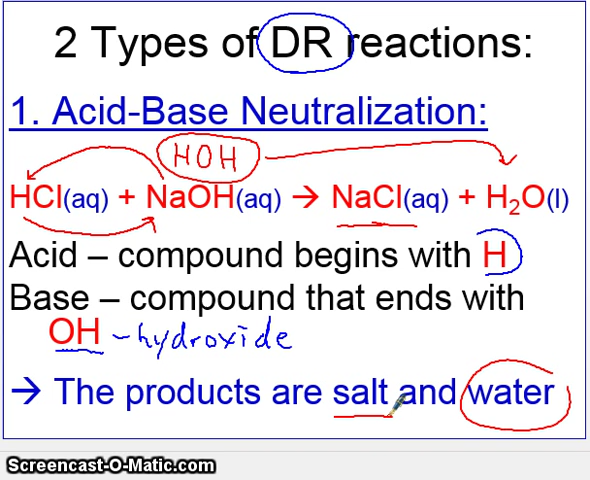 2 Types of DR reactions:
1. Acid-Base Neutralization:
HOH
HCl(aq) + NaOH(aq) → NaCl(aq) + H₂O(l)
Acid – compound begins with H
Base – compound that ends with
OH – hydroxide
→ The products are salt and water
Screencast-O-Matic.com